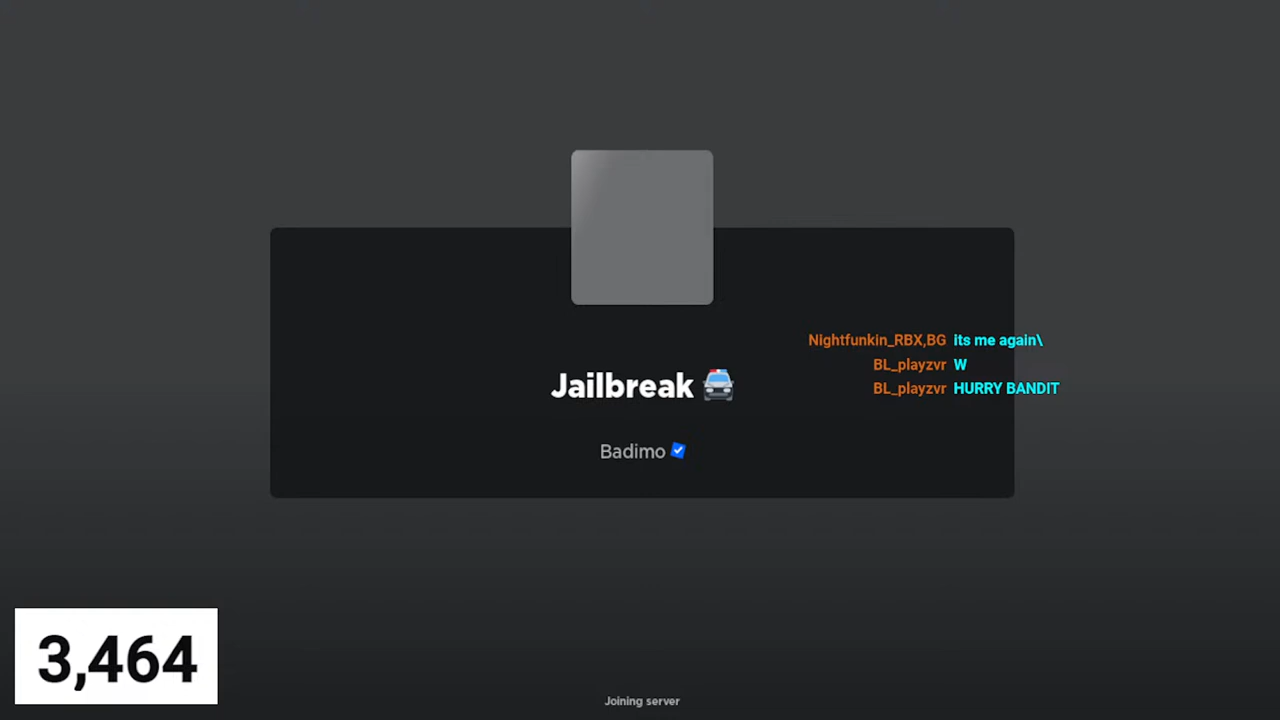 Nightfunkin_RBX,BG its me again\
BL_playzvr W
Jailbreak 🚔
BL_playzvr HURRY BANDIT
Badimo
3,464
Joining server